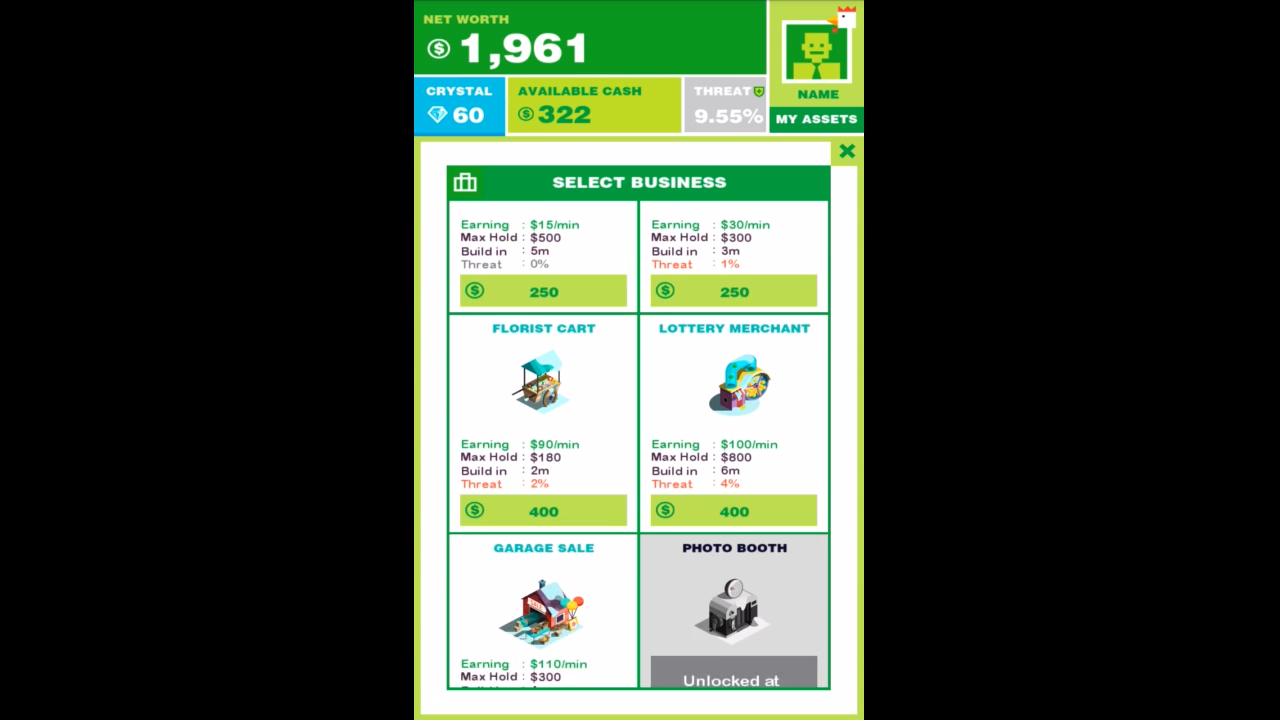 NET WORTH
1,961
CRYSTAL
60
AVAILABLE CASH
322
THREAT
9.55%
NAME
MY ASSETS
SELECT BUSINESS
Earning : $15/min
Max Hold : $500
Build in : 5m
Threat : 0%
250
Earning : $30/min
Max Hold : $300
Build in : 3m
Threat : 1%
250
FLORIST CART
Earning : $90/min
Max Hold : $180
Build in : 2m
Threat : 2%
400
LOTTERY MERCHANT
Earning : $100/min
Max Hold : $800
Build in : 6m
Threat : 4%
400
GARAGE SALE
Earning : $110/min
Max Hold : $300
PHOTO BOOTH
Unlocked at